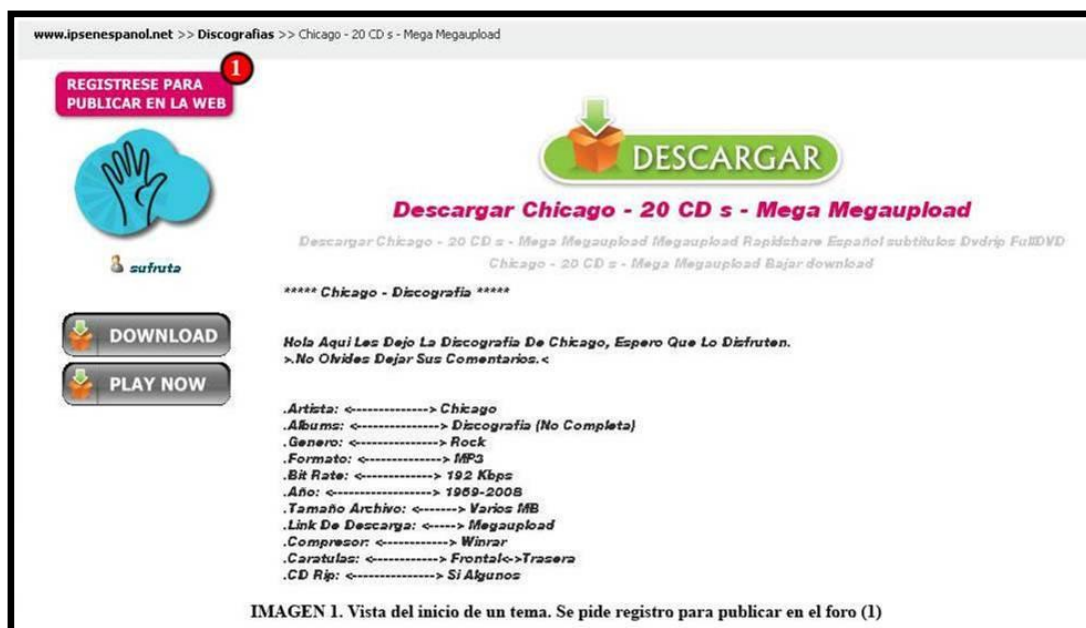 www.ipsenespanol.net >> Discografias >> Chicago - 20 CD s - Mega Megaupload
1
REGISTRESE PARA
PUBLICAR EN LA WEB
DESCARGAR
Descargar Chicago - 20 CD s - Mega Megaupload
Descargar Chicago - 20 CD s - Mega Megaupload Megaupload Rapidshare Español subtitulos Dvdrip FullDVD
Chicago - 20 CD s - Mega Megaupload Bajar download
sufruta
***** Chicago - Discografia *****
DOWNLOAD
PLAY NOW
Hola Aqui Les Dejo La Discografia De Chicago, Espero Que Lo Disfruten.
>.No Olvides Dejar Sus Comentarios.<
.Artista: <--------------> Chicago
.Albums: <---------------> Discografia (No Completa)
.Genero: <---------------> Rock
.Formato: <--------------> MP3
.Bit Rate: <-------------> 192 Kbps
.Año: <------------------> 1969-2008
.Tamaño Archivo: <-------> Varios MB
.Link De Descarga: <-----> Megaupload
.Compresor: <------------> Winrar
.Caratulas: <------------> Frontal<->Trasera
.CD Rip: <---------------> Si Algunos
IMAGEN 1. Vista del inicio de un tema. Se pide registro para publicar en el foro (1)